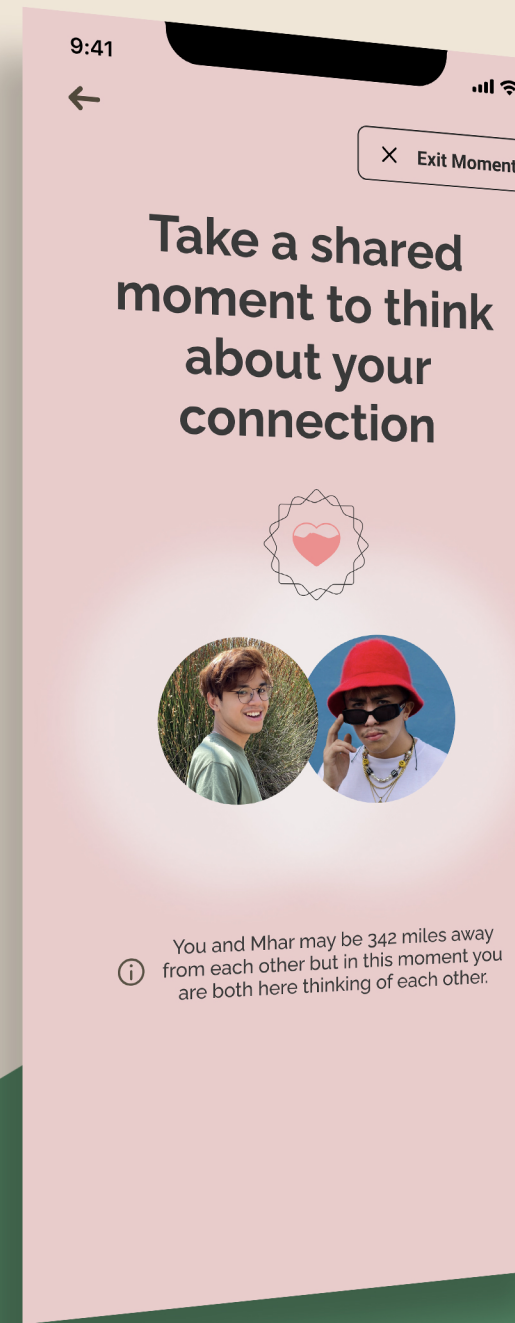 9:41
Exit Moment
Take a shared
moment to think
about your
connection
You and Mhar may be 342 miles away
from each other but in this moment you
are both here thinking of each other.